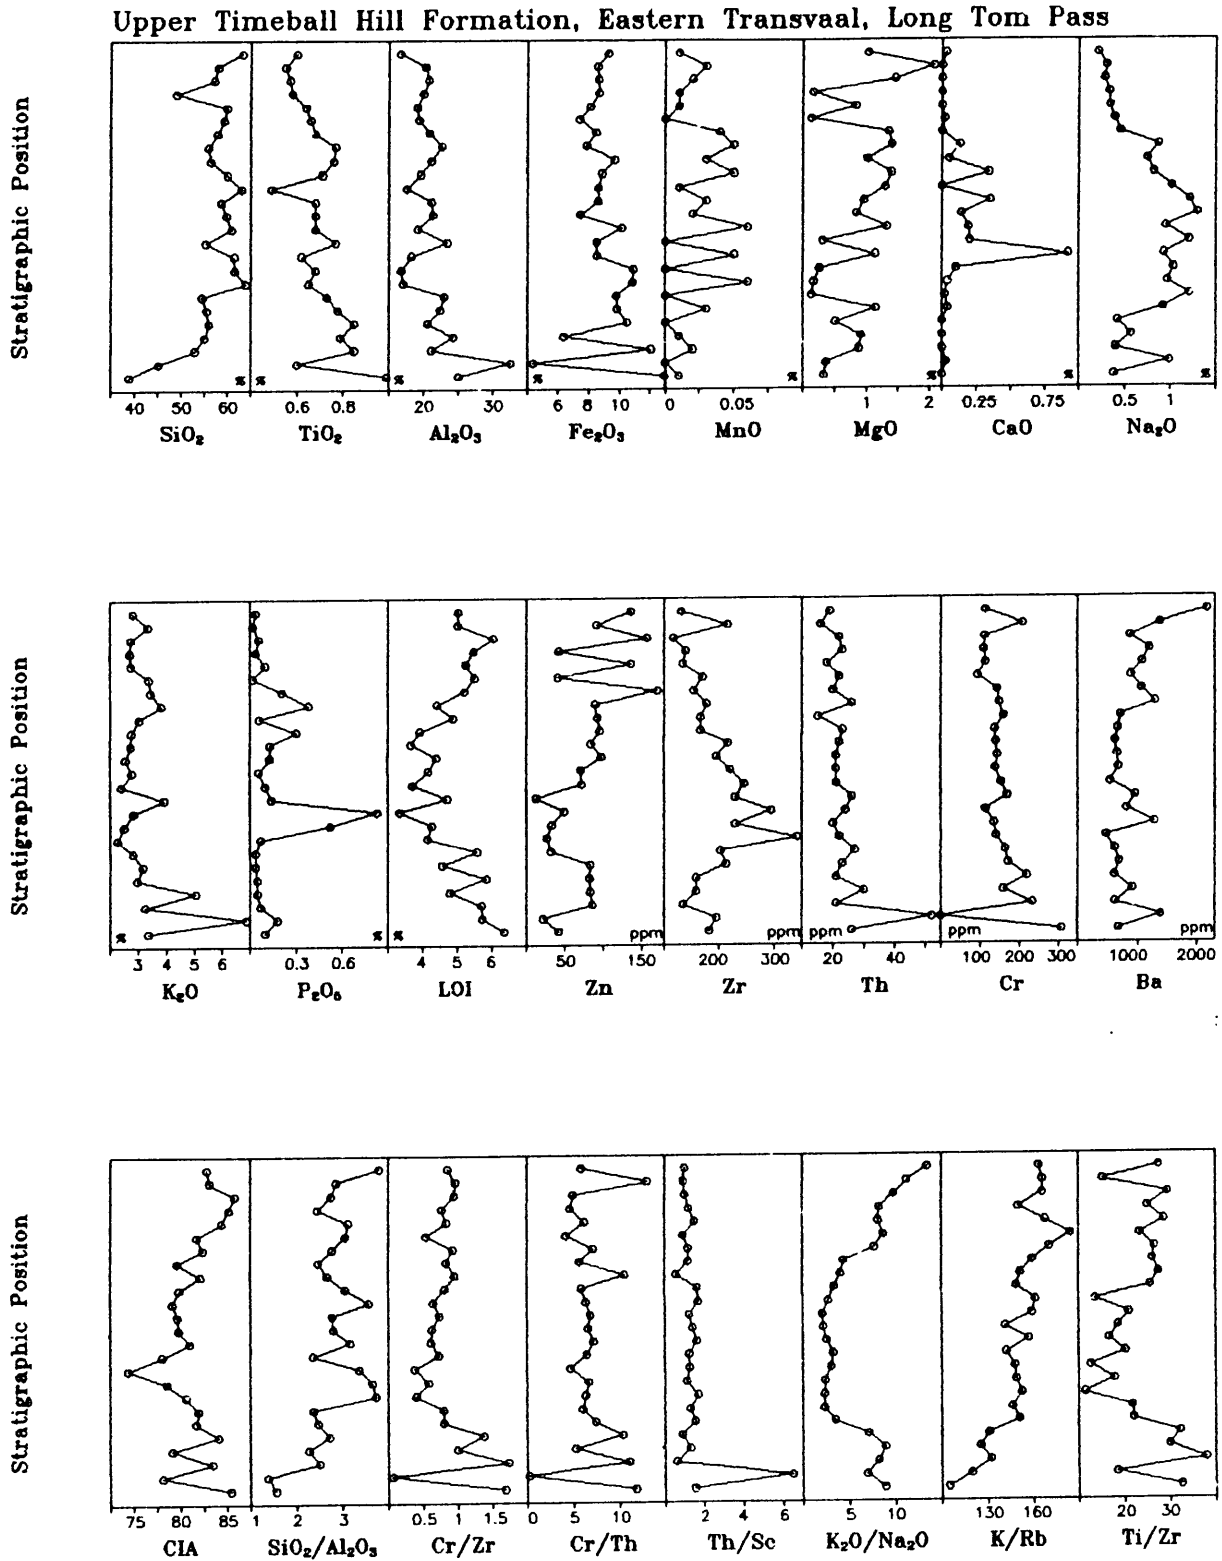 Upper Timeball Hill Formation, Eastern Transvaal, Long Tom Pass
Stratigraphic Position
% % % % % % % %
40 50 60 0.6 0.8 20 30 6 8 10 0 0.05 1 2 0.25 0.75 0.5 1
SiO₂ TiO₂ Al₂O₃ Fe₂O₃ MnO MgO CaO Na₂O
Stratigraphic Position
% % % ppm ppm ppm ppm ppm
3 4 5 6 0.3 0.6 4 5 6 50 150 200 300 20 40 100 200 300 1000 2000
K₂O P₂O₅ LOI Zn Zr Th Cr Ba
Stratigraphic Position
75 80 85 1 2 3 0.5 1 1.5 0 5 10 2 4 6 5 10 130 160 20 30
CIA SiO₂/Al₂O₃ Cr/Zr Cr/Th Th/Sc K₂O/Na₂O K/Rb Ti/Zr